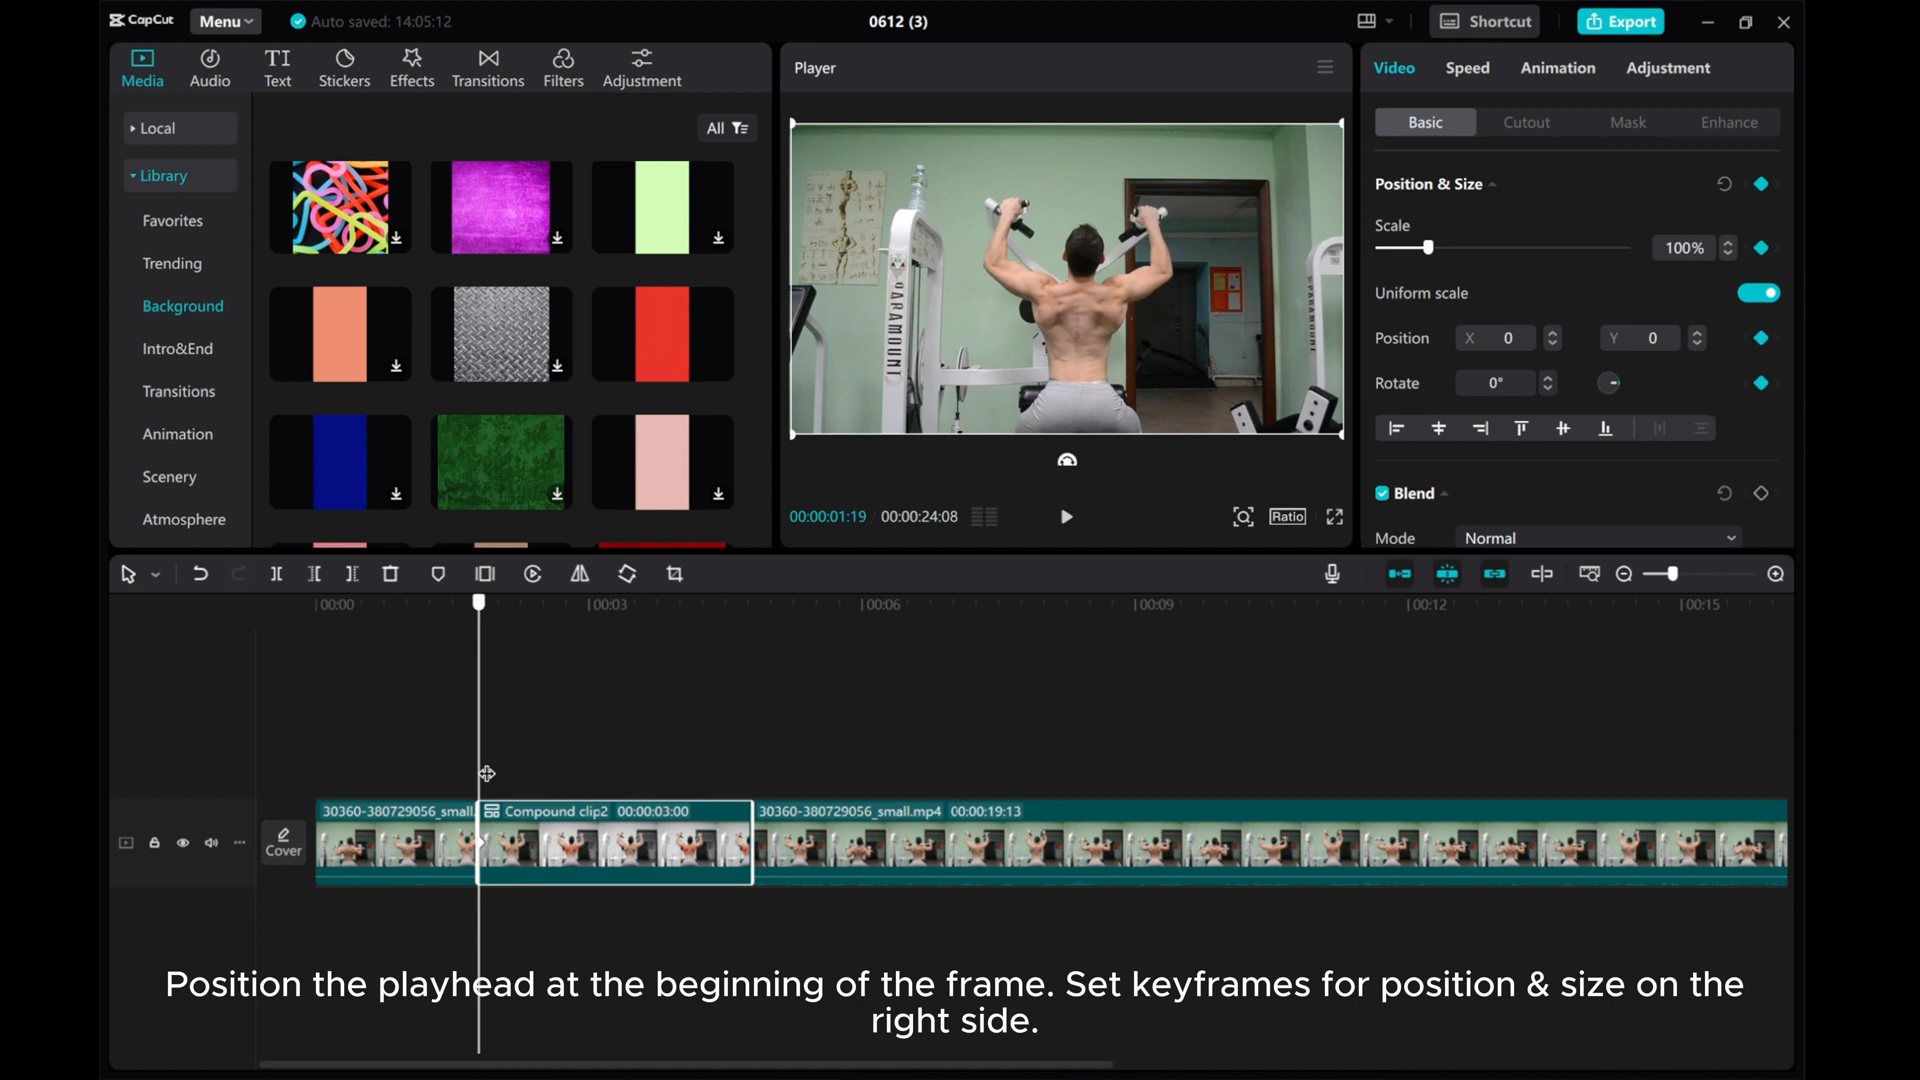 CapCut
Menu
Auto saved: 14:05:12
0612 (3)
Shortcut
Export
Media
Audio
TI
Text
Stickers
Effects
Transitions
Filters
Adjustment
Local
Library
Favorites
Trending
Background
Intro&End
Transitions
Animation
Scenery
Atmosphere
All
Player
PARAMOUNT
00:00:01:19
00:00:24:08
Ratio
Video
Speed
Animation
Adjustment
Basic
Cutout
Mask
Enhance
Position & Size
Scale
100%
Uniform scale
Position
X 0
Y 0
Rotate
0°
Blend
Mode
Normal
00:00
00:03
00:06
00:09
00:12
00:15
Cover
30360-380729056_small.
Compound clip2 00:00:03:00
30360-380729056_small.mp4 00:00:19:13
Position the playhead at the beginning of the frame. Set keyframes for position & size on the
right side.